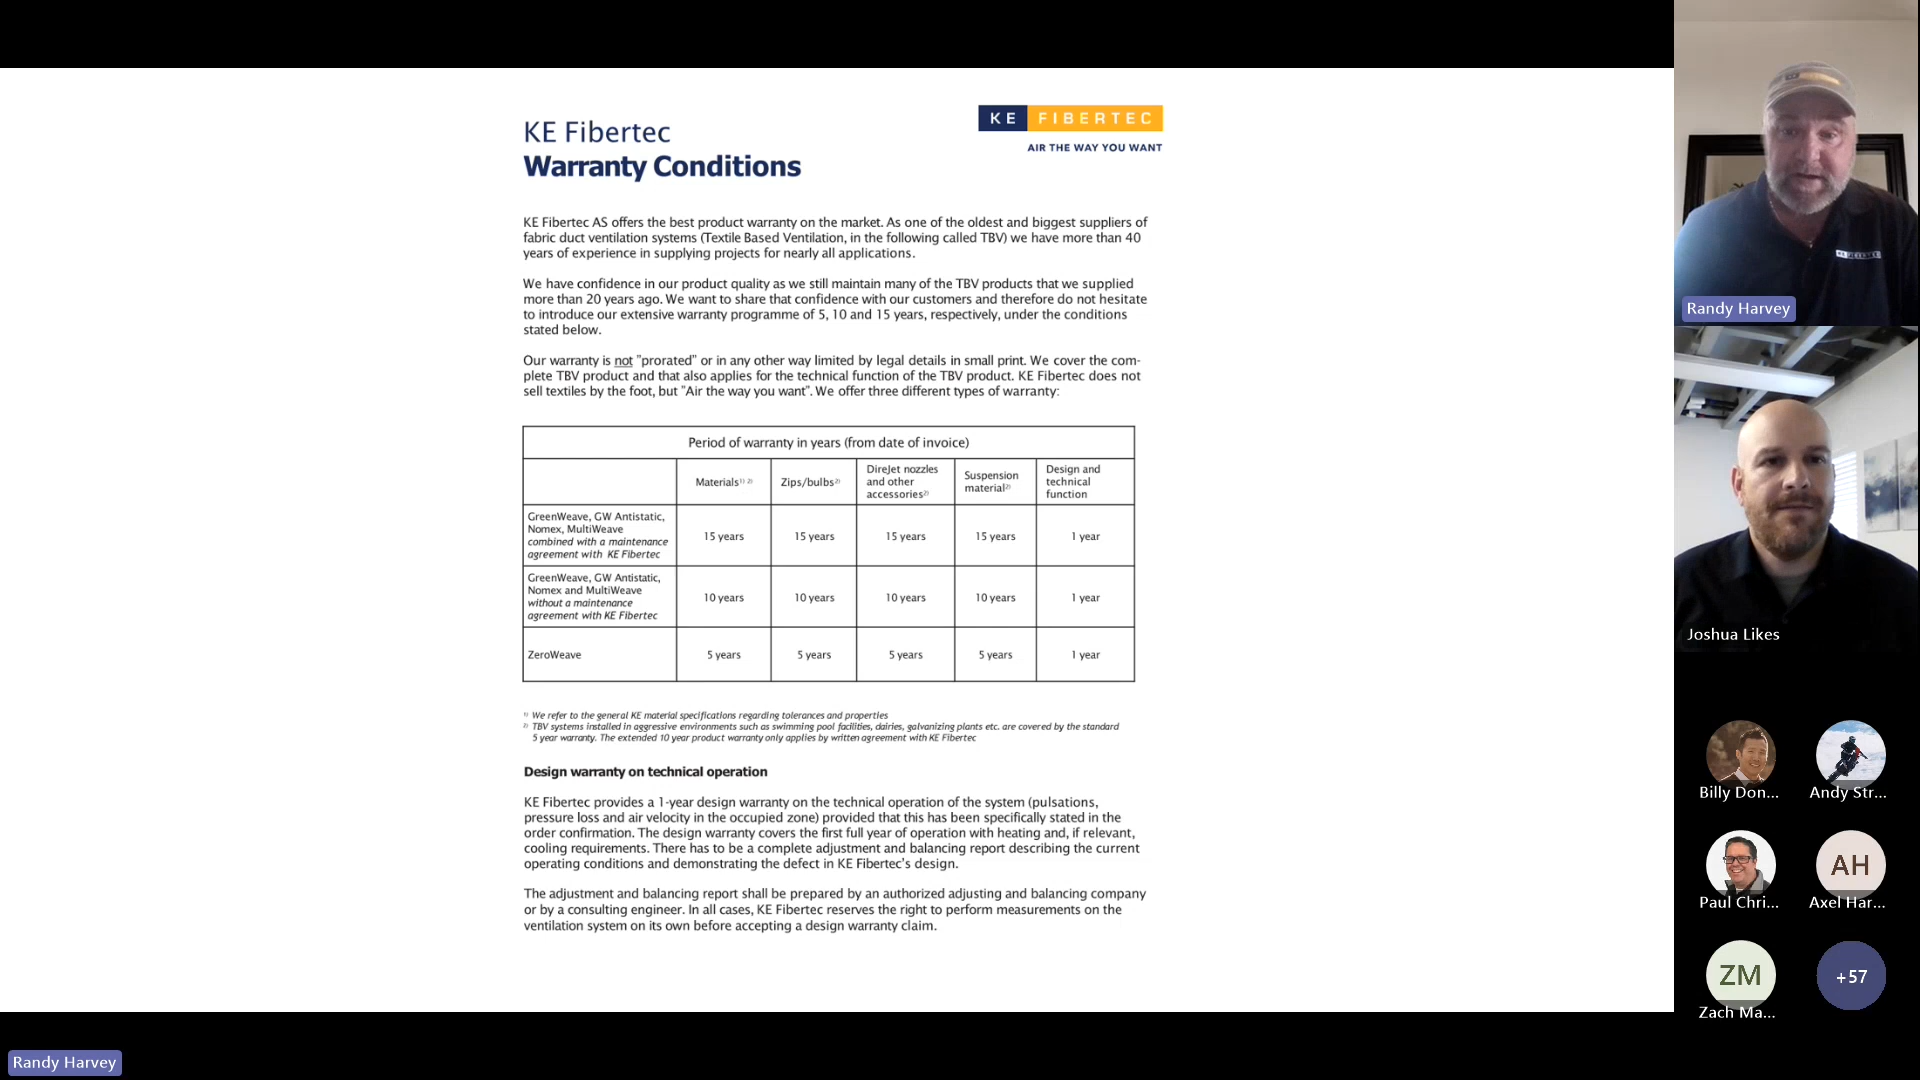 KE Fibertec
Warranty Conditions
KE FIBERTEC
AIR THE WAY YOU WANT
KE Fibertec AS offers the best product warranty on the market. As one of the oldest and biggest suppliers of
fabric duct ventilation systems (Textile Based Ventilation, in the following called TBV) we have more than 40
years of experience in supplying projects for nearly all applications.
We have confidence in our product quality as we still maintain many of the TBV products that we supplied
more than 20 years ago. We want to share that confidence with our customers and therefore do not hesitate
to introduce our extensive warranty programme of 5, 10 and 15 years, respectively, under the conditions
stated below.
Our warranty is not "prorated" or in any other way limited by legal details in small print. We cover the com-
plete TBV product and that also applies for the technical function of the TBV product. KE Fibertec does not
sell textiles by the foot, but "Air the way you want". We offer three different types of warranty:
Period of warranty in years (from date of invoice)
Materials¹⁾ ²⁾
Zips/bulbs²⁾
DireJet nozzles
and other
accessories²⁾
Suspension
material²⁾
Design and
technical
function
GreenWeave, GW Antistatic,
Nomex, MultiWeave
combined with a maintenance
agreement with KE Fibertec
15 years
15 years
15 years
15 years
1 year
GreenWeave, GW Antistatic,
Nomex and MultiWeave
without a maintenance
agreement with KE Fibertec
10 years
10 years
10 years
10 years
1 year
ZeroWeave
5 years
5 years
5 years
5 years
1 year
¹⁾ We refer to the general KE material specifications regarding tolerances and properties
²⁾ TBV systems installed in aggressive environments such as swimming pool facilities, dairies, galvanizing plants etc. are covered by the standard
5 year warranty. The extended 10 year product warranty only applies by written agreement with KE Fibertec
Design warranty on technical operation
KE Fibertec provides a 1-year design warranty on the technical operation of the system (pulsations,
pressure loss and air velocity in the occupied zone) provided that this has been specifically stated in the
order confirmation. The design warranty covers the first full year of operation with heating and, if relevant,
cooling requirements. There has to be a complete adjustment and balancing report describing the current
operating conditions and demonstrating the defect in KE Fibertec's design.
The adjustment and balancing report shall be prepared by an authorized adjusting and balancing company
or by a consulting engineer. In all cases, KE Fibertec reserves the right to perform measurements on the
ventilation system on its own before accepting a design warranty claim.
Randy Harvey
KE FIBERTEC
Randy Harvey
Joshua Likes
Billy Don...
Andy Str...
Paul Chri...
AH
Axel Har...
ZM
Zach Ma...
+57